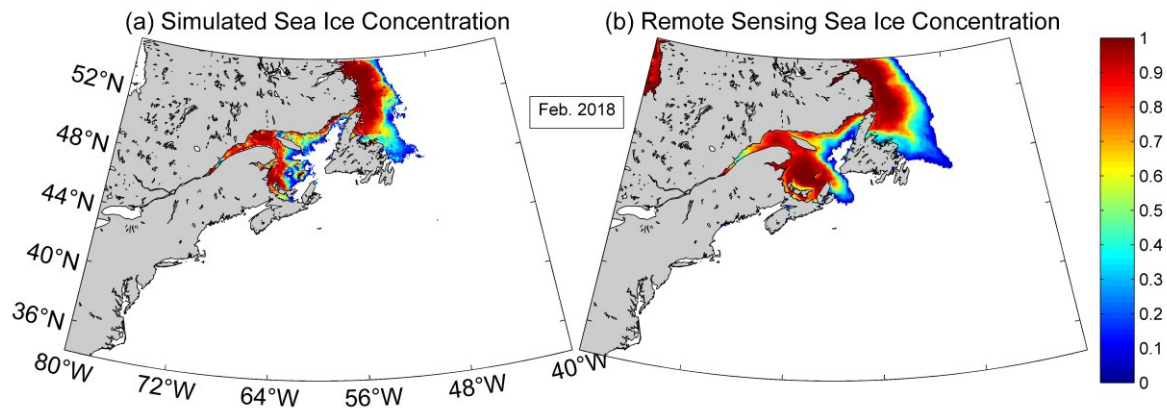 (a) Simulated Sea Ice Concentration
(b) Remote Sensing Sea Ice Concentration
Feb. 2018
52°N
48°N
44°N
40°N
36°N
80°W
72°W
64°W
56°W
48°W
40°W
1
0.9
0.8
0.7
0.6
0.5
0.4
0.3
0.2
0.1
0